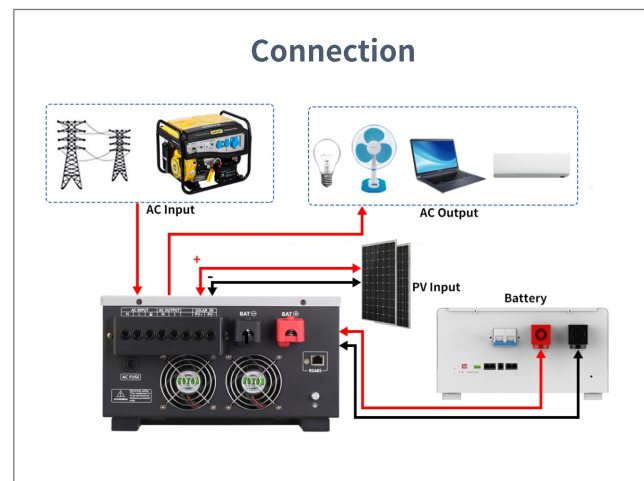 Connection
AC Input
AC Output
+
-
PV Input
Battery
AC INPUT AC OUTPUT SOLAR IN
BAT ⊖ BAT ⊕
RS485
AC FUSE